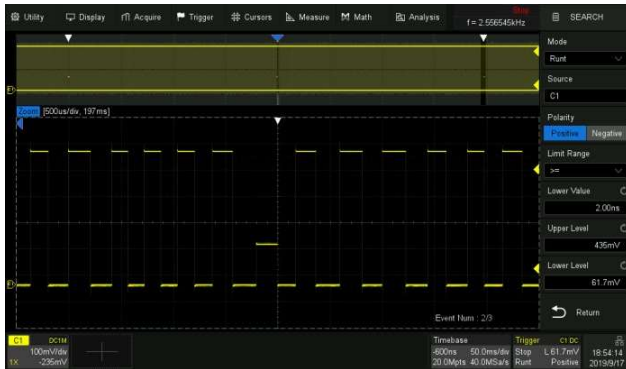 Utility Display Acquire Trigger Cursors Measure Math Analysis
Stop
f = 2.556545kHz
SEARCH
Mode
Runt
Source
C1
Polarity
Positive Negative
Limit Range
>=
Lower Value
2.00ns
Upper Level
435mV
Lower Level
61.7mV
Return
Zoom [500us/div, 197ms]
Event Num : 2/3
C1 DC1M
100mV/div
1X -235mV
Timebase
-600ns 50.0ms/div
20.0Mpts 40.0MSa/s
Trigger C1 DC
Stop L 61.7mV
Runt Positive
18:54:14
2019/9/17